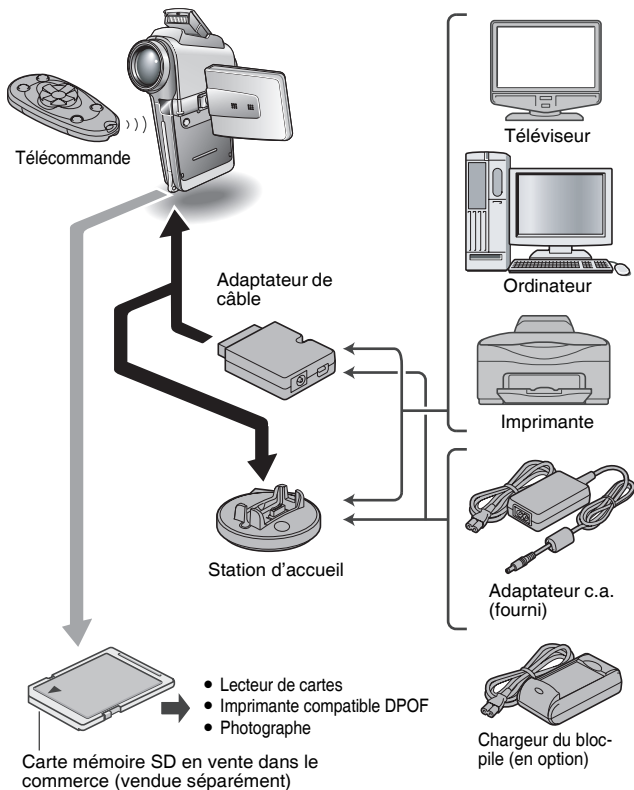 Télécommande
Téléviseur
Ordinateur
Imprimante
Adaptateur de
câble
Station d'accueil
Adaptateur c.a.
(fourni)
Chargeur du bloc-
pile (en option)
• Lecteur de cartes
• Imprimante compatible DPOF
• Photographe
Carte mémoire SD en vente dans le
commerce (vendue séparément)